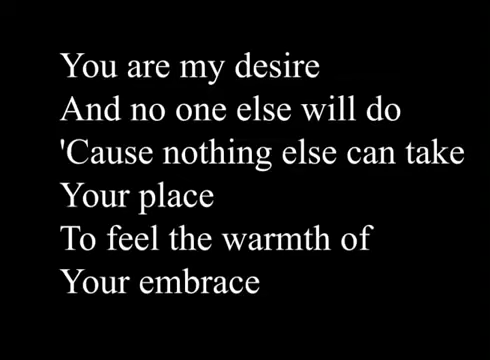 You are my desire
And no one else will do
'Cause nothing else can take
Your place
To feel the warmth of
Your embrace